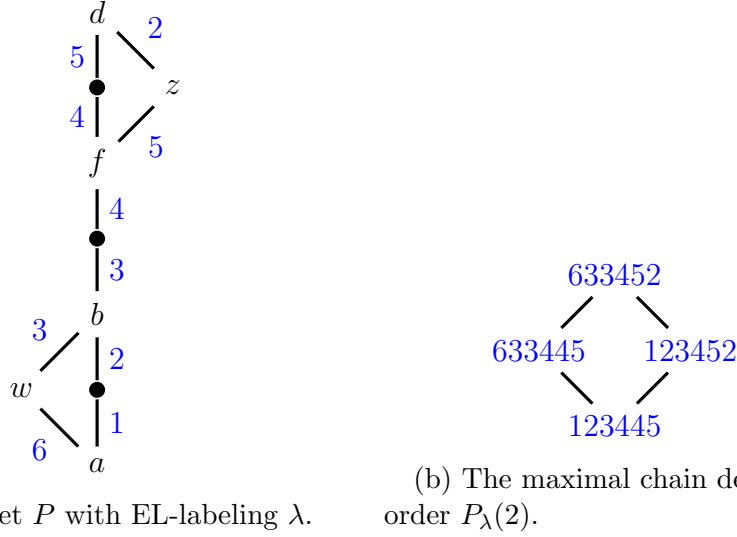 d
2
5
z
4
5
f
4
3
b
3
2
w
1
6
a
633452
633445 123452
123445
et P with EL-labeling λ.
(b) The maximal chain de
order P_λ(2).